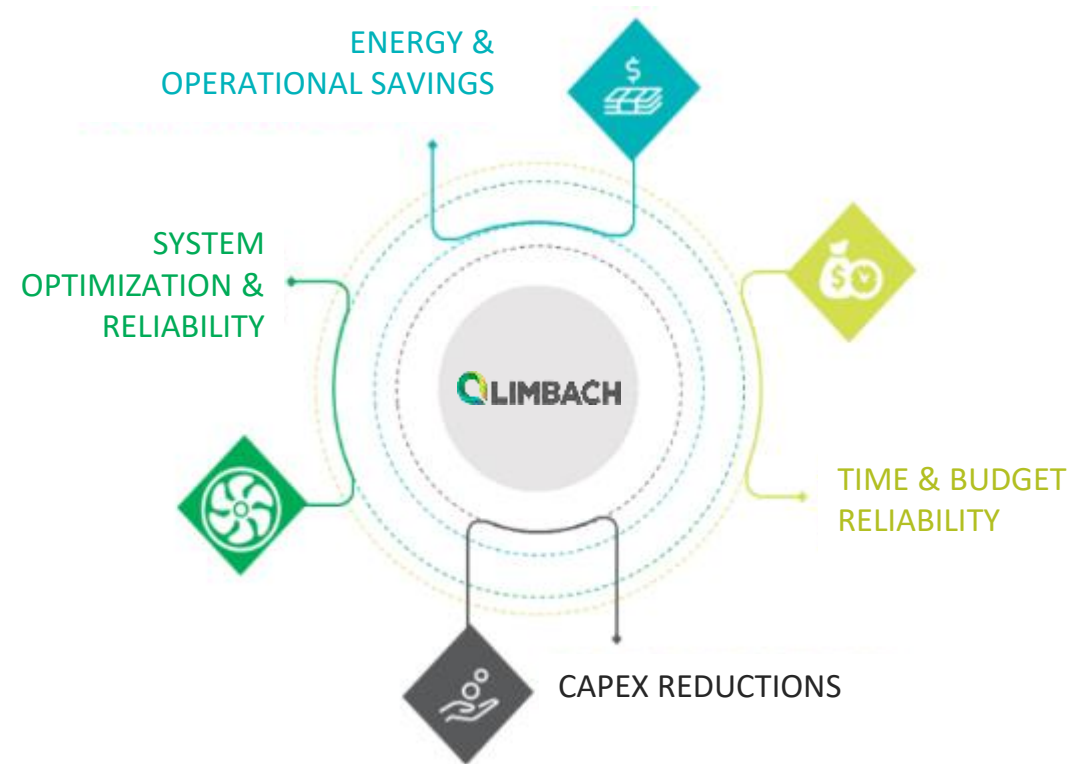 ENERGY &
OPERATIONAL SAVINGS
$
SYSTEM
OPTIMIZATION &
RELIABILITY
$
LIMBACH
TIME & BUDGET
RELIABILITY
CAPEX REDUCTIONS